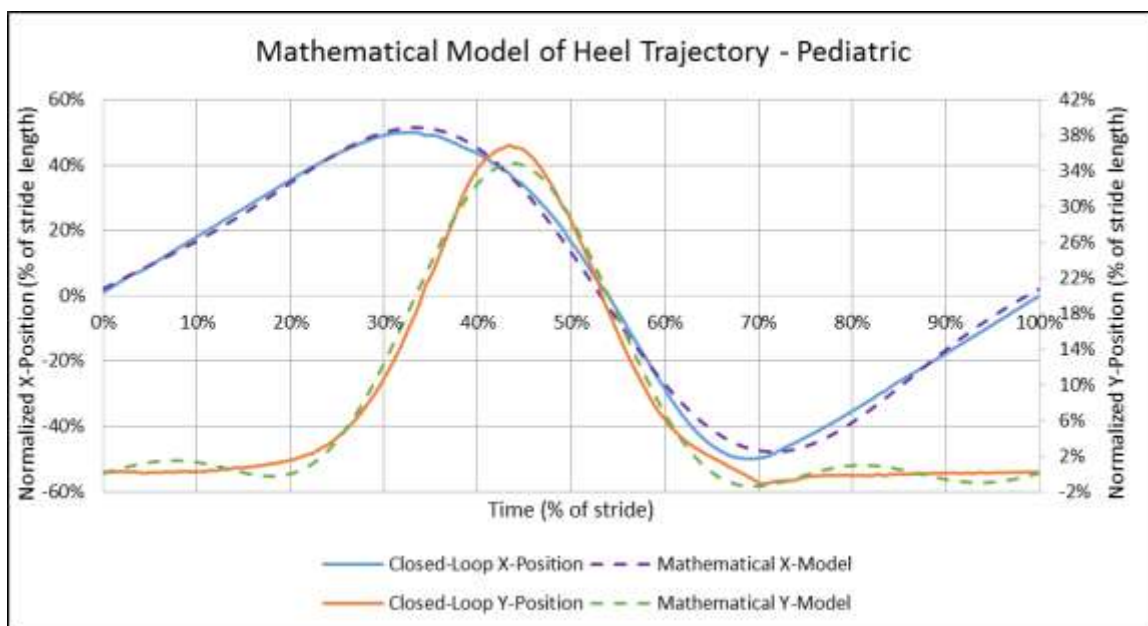 Mathematical Model of Heel Trajectory - Pediatric
Normalized X-Position (% of stride length)
60%
40%
20%
0%
-20%
-40%
-60%
0% 10% 20% 30% 40% 50% 60% 70% 80% 90% 100%
42%
38%
34%
30%
26%
22%
18%
14%
10%
6%
2%
-2%
Normalized Y-Position (% of stride length)
Time (% of stride)
Closed-Loop X-Position Mathematical X-Model
Closed-Loop Y-Position Mathematical Y-Model